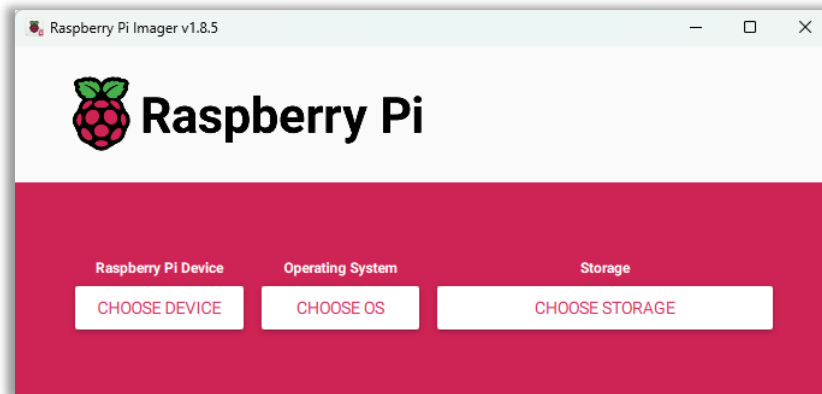 Raspberry Pi Imager v1.8.5
Raspberry Pi
Raspberry Pi Device Operating System Storage
CHOOSE DEVICE CHOOSE OS CHOOSE STORAGE